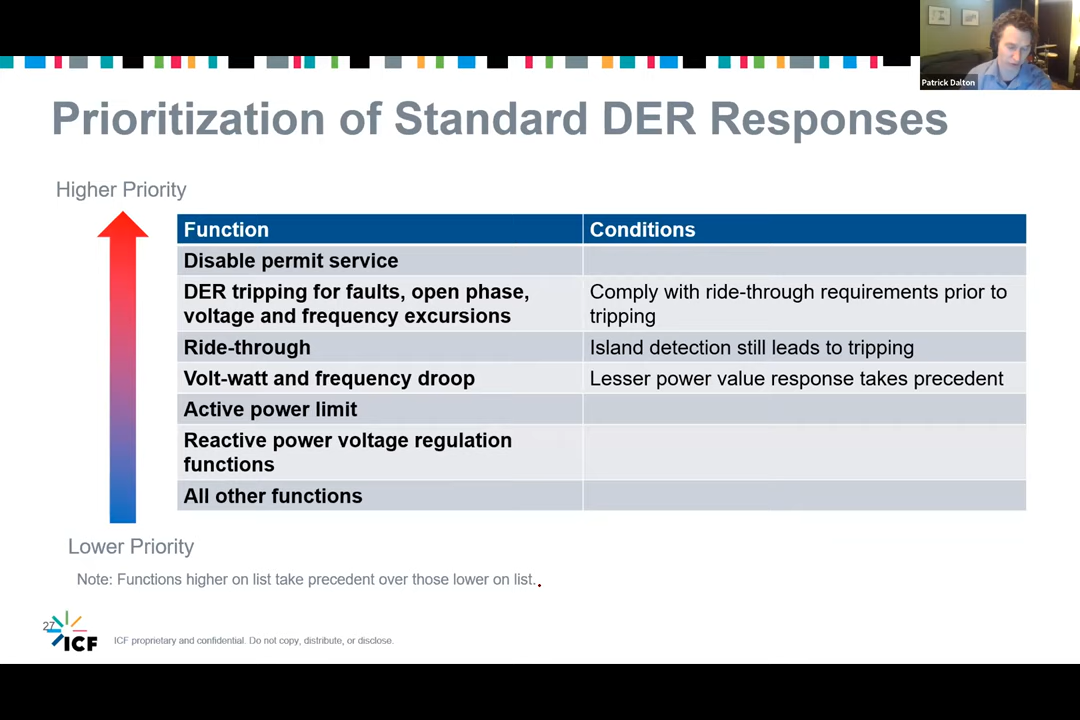 Patrick Dalton
Prioritization of Standard DER Responses
Higher Priority
Function Conditions
Disable permit service
DER tripping for faults, open phase, Comply with ride-through requirements prior to
voltage and frequency excursions tripping
Ride-through Island detection still leads to tripping
Volt-watt and frequency droop Lesser power value response takes precedent
Active power limit
Reactive power voltage regulation
functions
All other functions
Lower Priority
Note: Functions higher on list take precedent over those lower on list.
27
ICF ICF proprietary and confidential. Do not copy, distribute, or disclose.